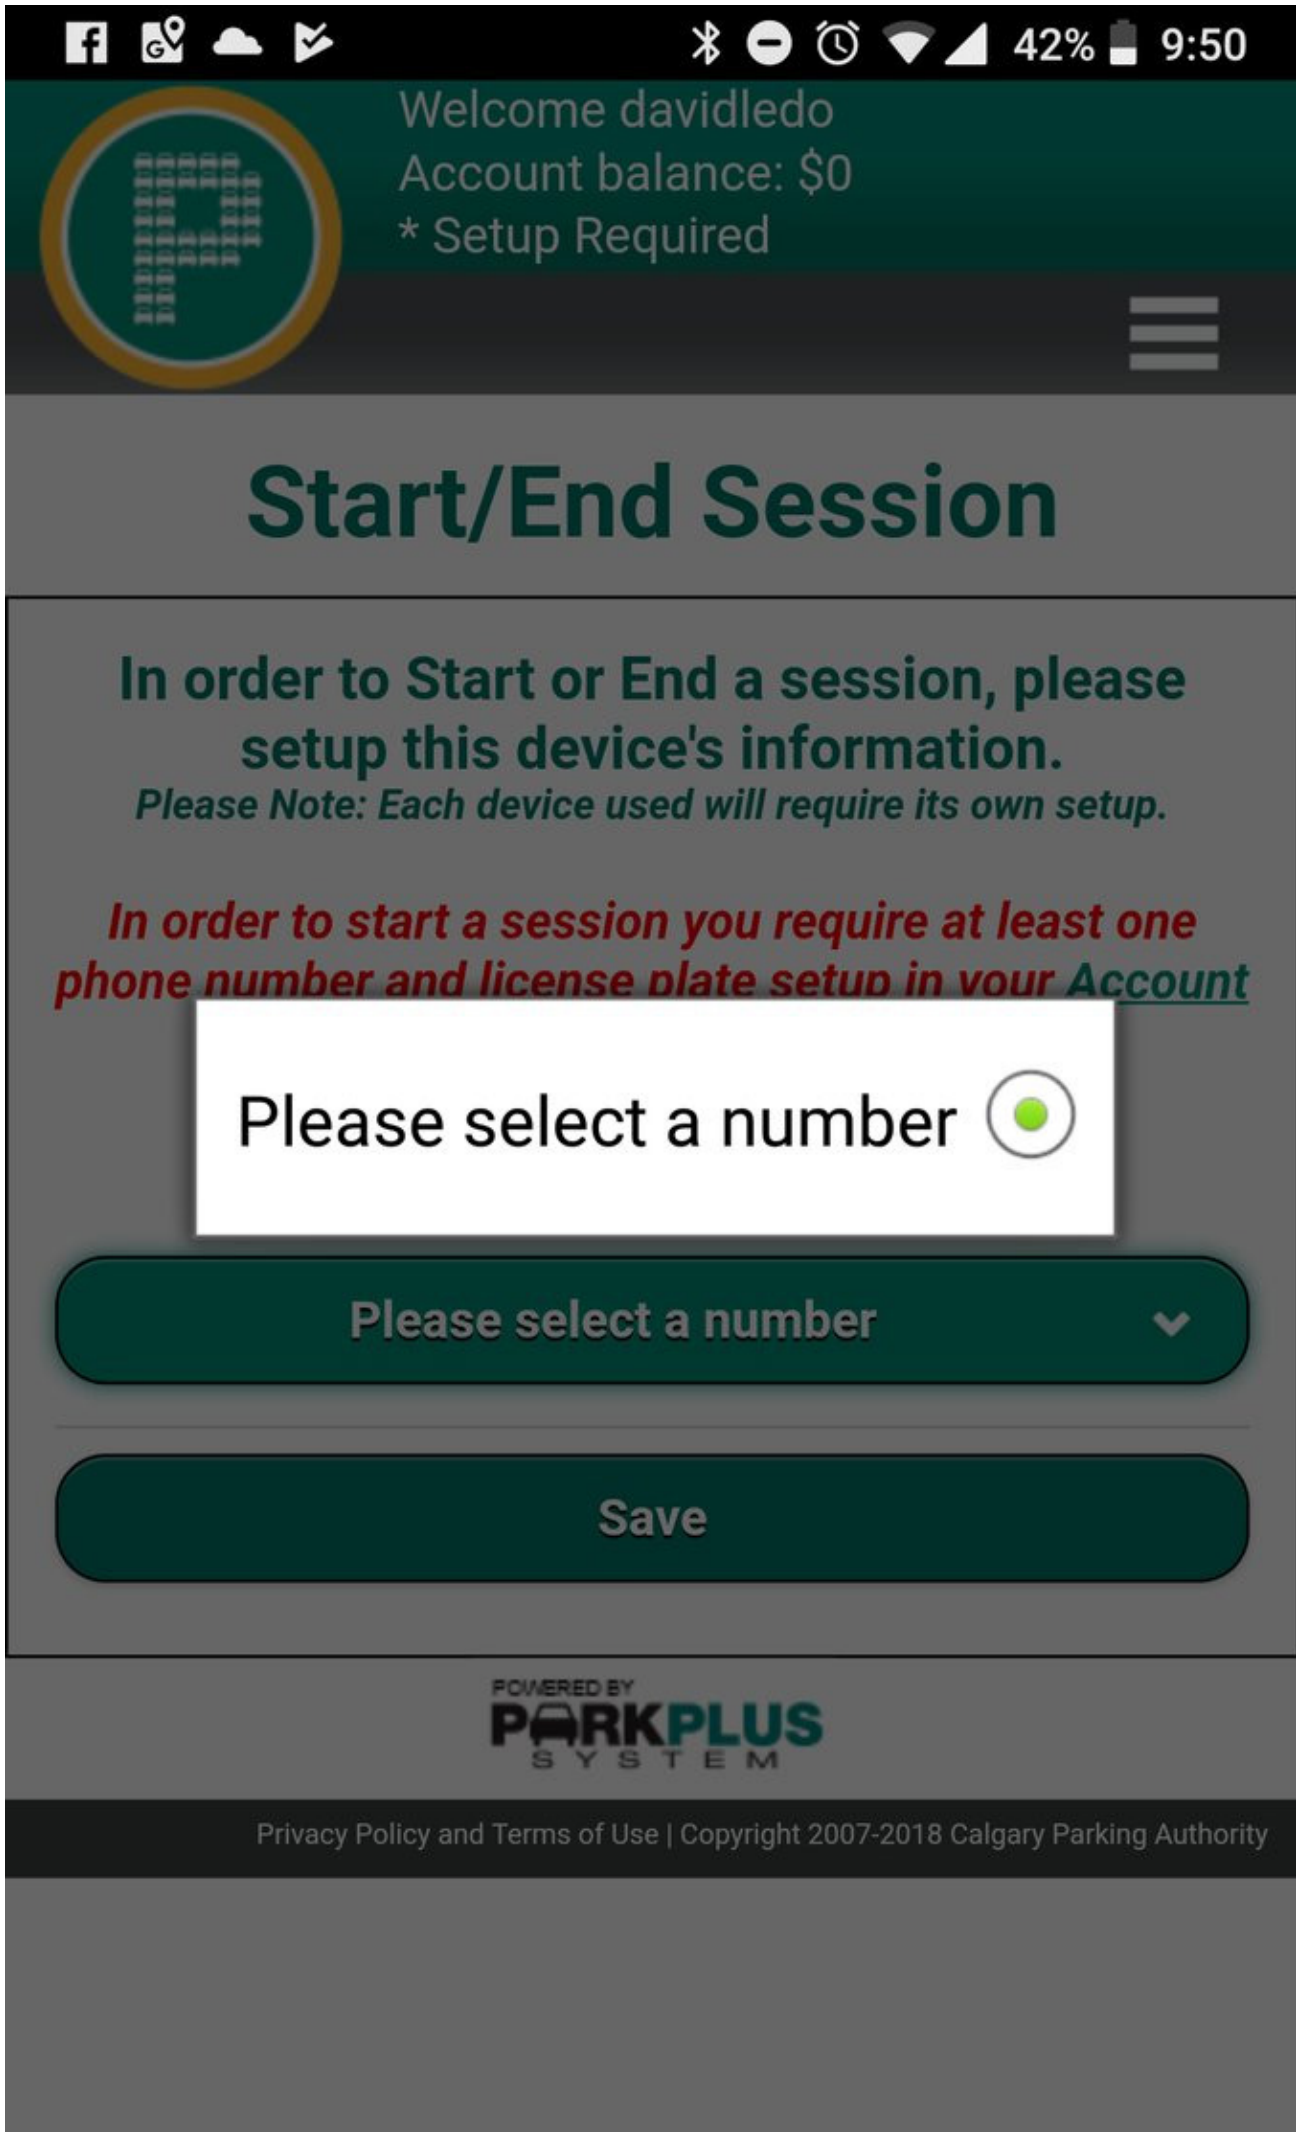 42% 9:50
Welcome davidledo
Account balance: $0
* Setup Required
Start/End Session
In order to Start or End a session, please
setup this device's information.
Please Note: Each device used will require its own setup.
In order to start a session you require at least one
phone number and license plate setup in your Account
Please select a number
Please select a number
Save
POWERED BY
PARKPLUS
SYSTEM
Privacy Policy and Terms of Use | Copyright 2007-2018 Calgary Parking Authority